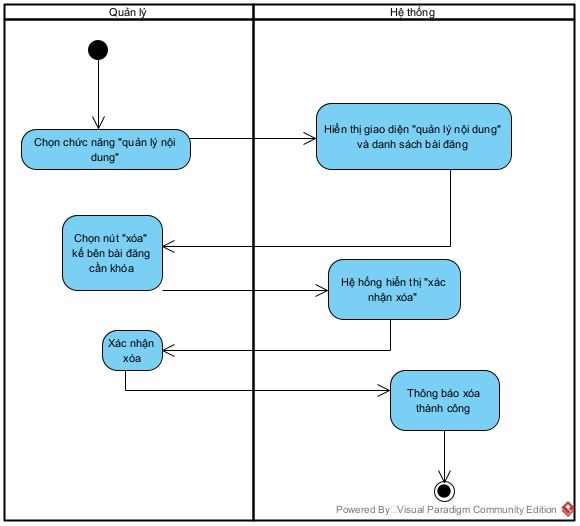 Quản lý
Hệ thống
Chọn chức năng "quản lý nội
dung"
Hiển thị giao diện "quản lý nội dung"
và danh sách bài đăng
Chọn nút "xóa"
kế bên bài đăng
cần khóa
Hệ hống hiển thị "xác
nhận xóa"
Xác nhận
xóa
Thông báo xóa
thành công
Powered By Visual Paradigm Community Edition